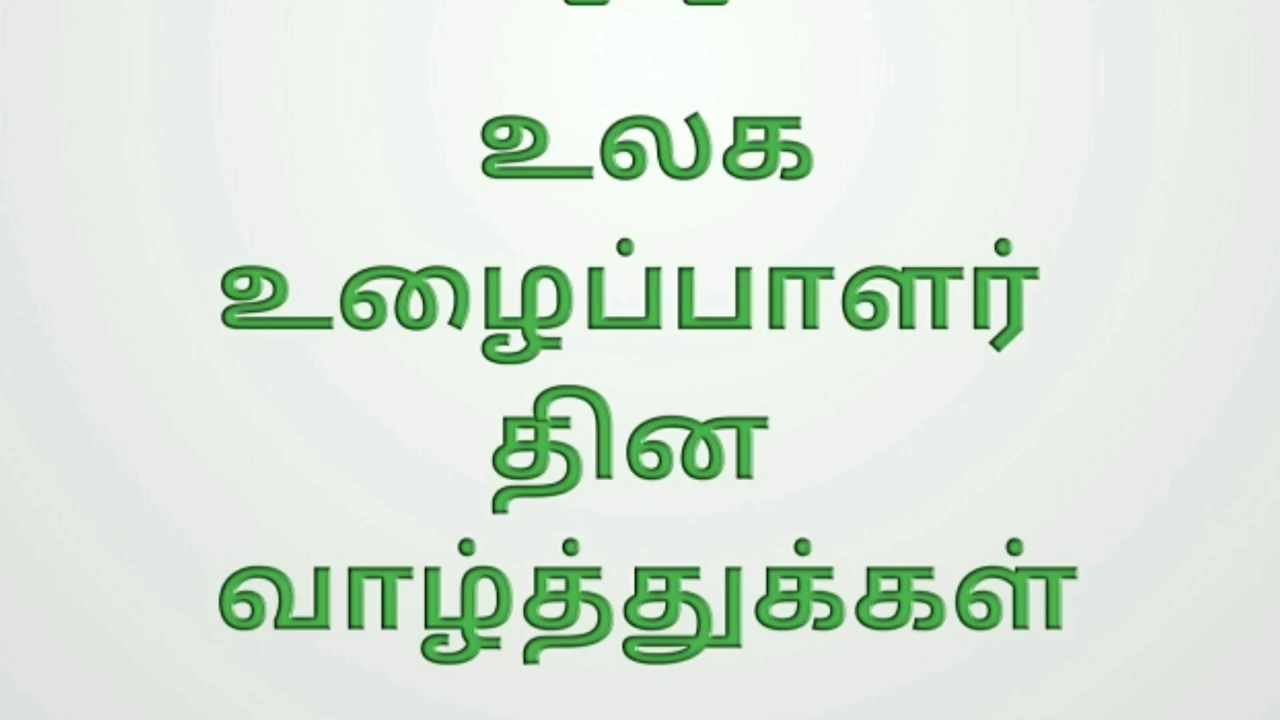 உலக
உழைப்பாளர்
தின
வாழ்த்துக்கள்